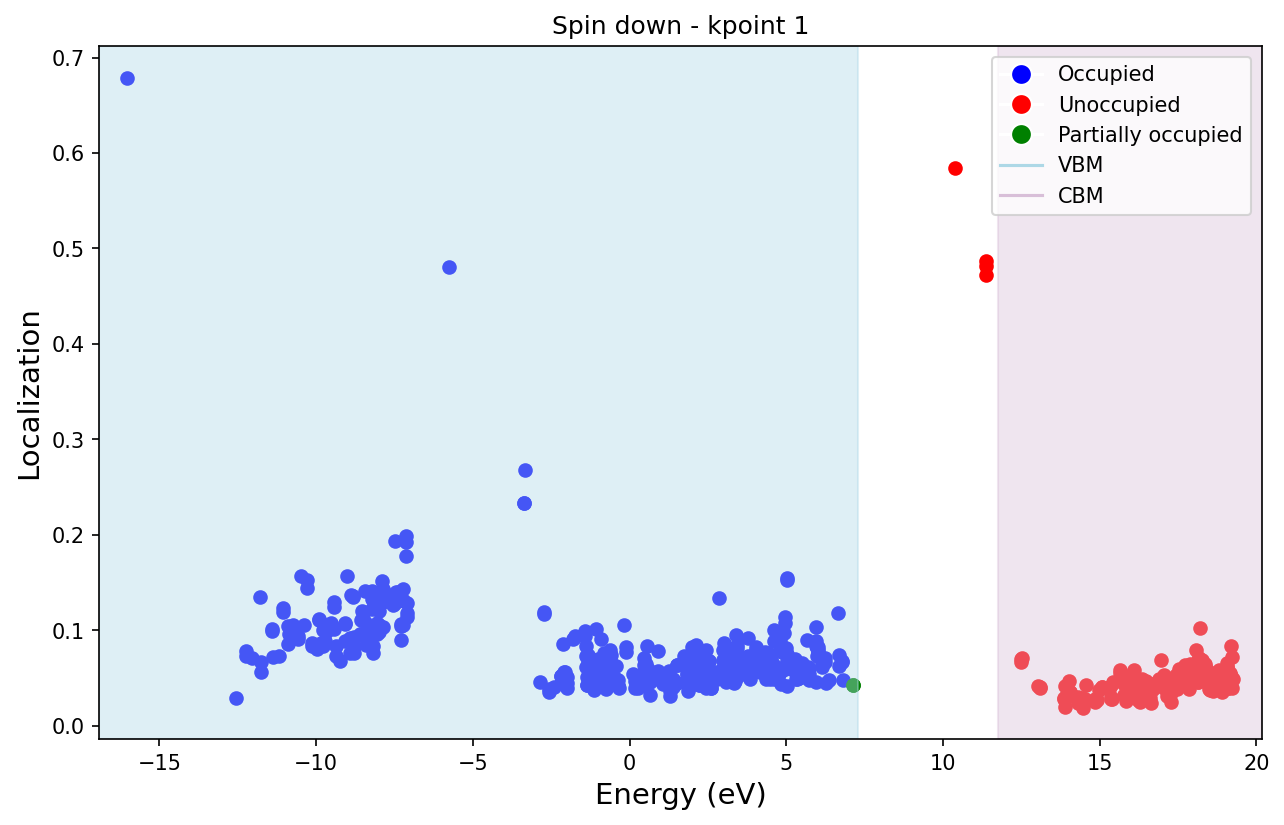 Spin down - kpoint 1
Localization
0.7
0.6
0.5
0.4
0.3
0.2
0.1
0.0
Occupied
Unoccupied
Partially occupied
VBM
CBM
−15
−10
−5
0
5
10
15
20
Energy (eV)